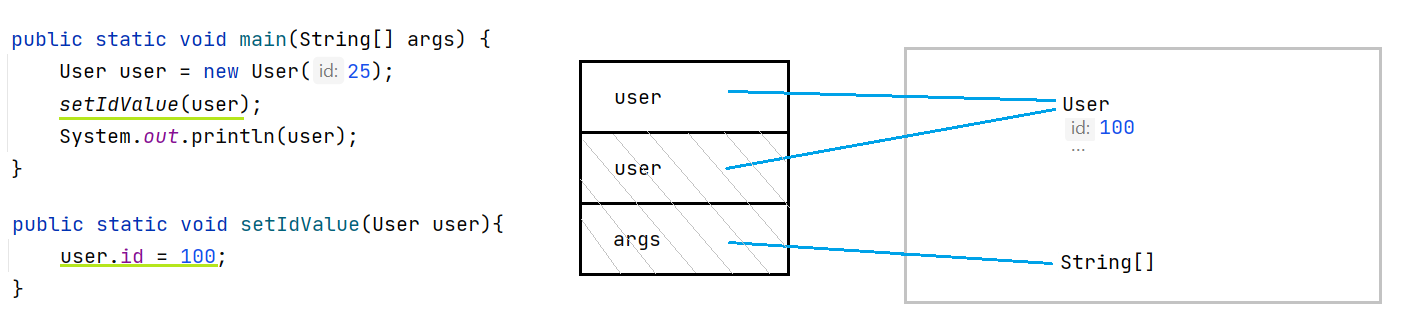 public static void main(String[] args) {
User user = new User( id: 25);
setIdValue(user);
System.out.println(user);
}
public static void setIdValue(User user){
user.id = 100;
}
user
user
args
User
id: 100
...
String[]